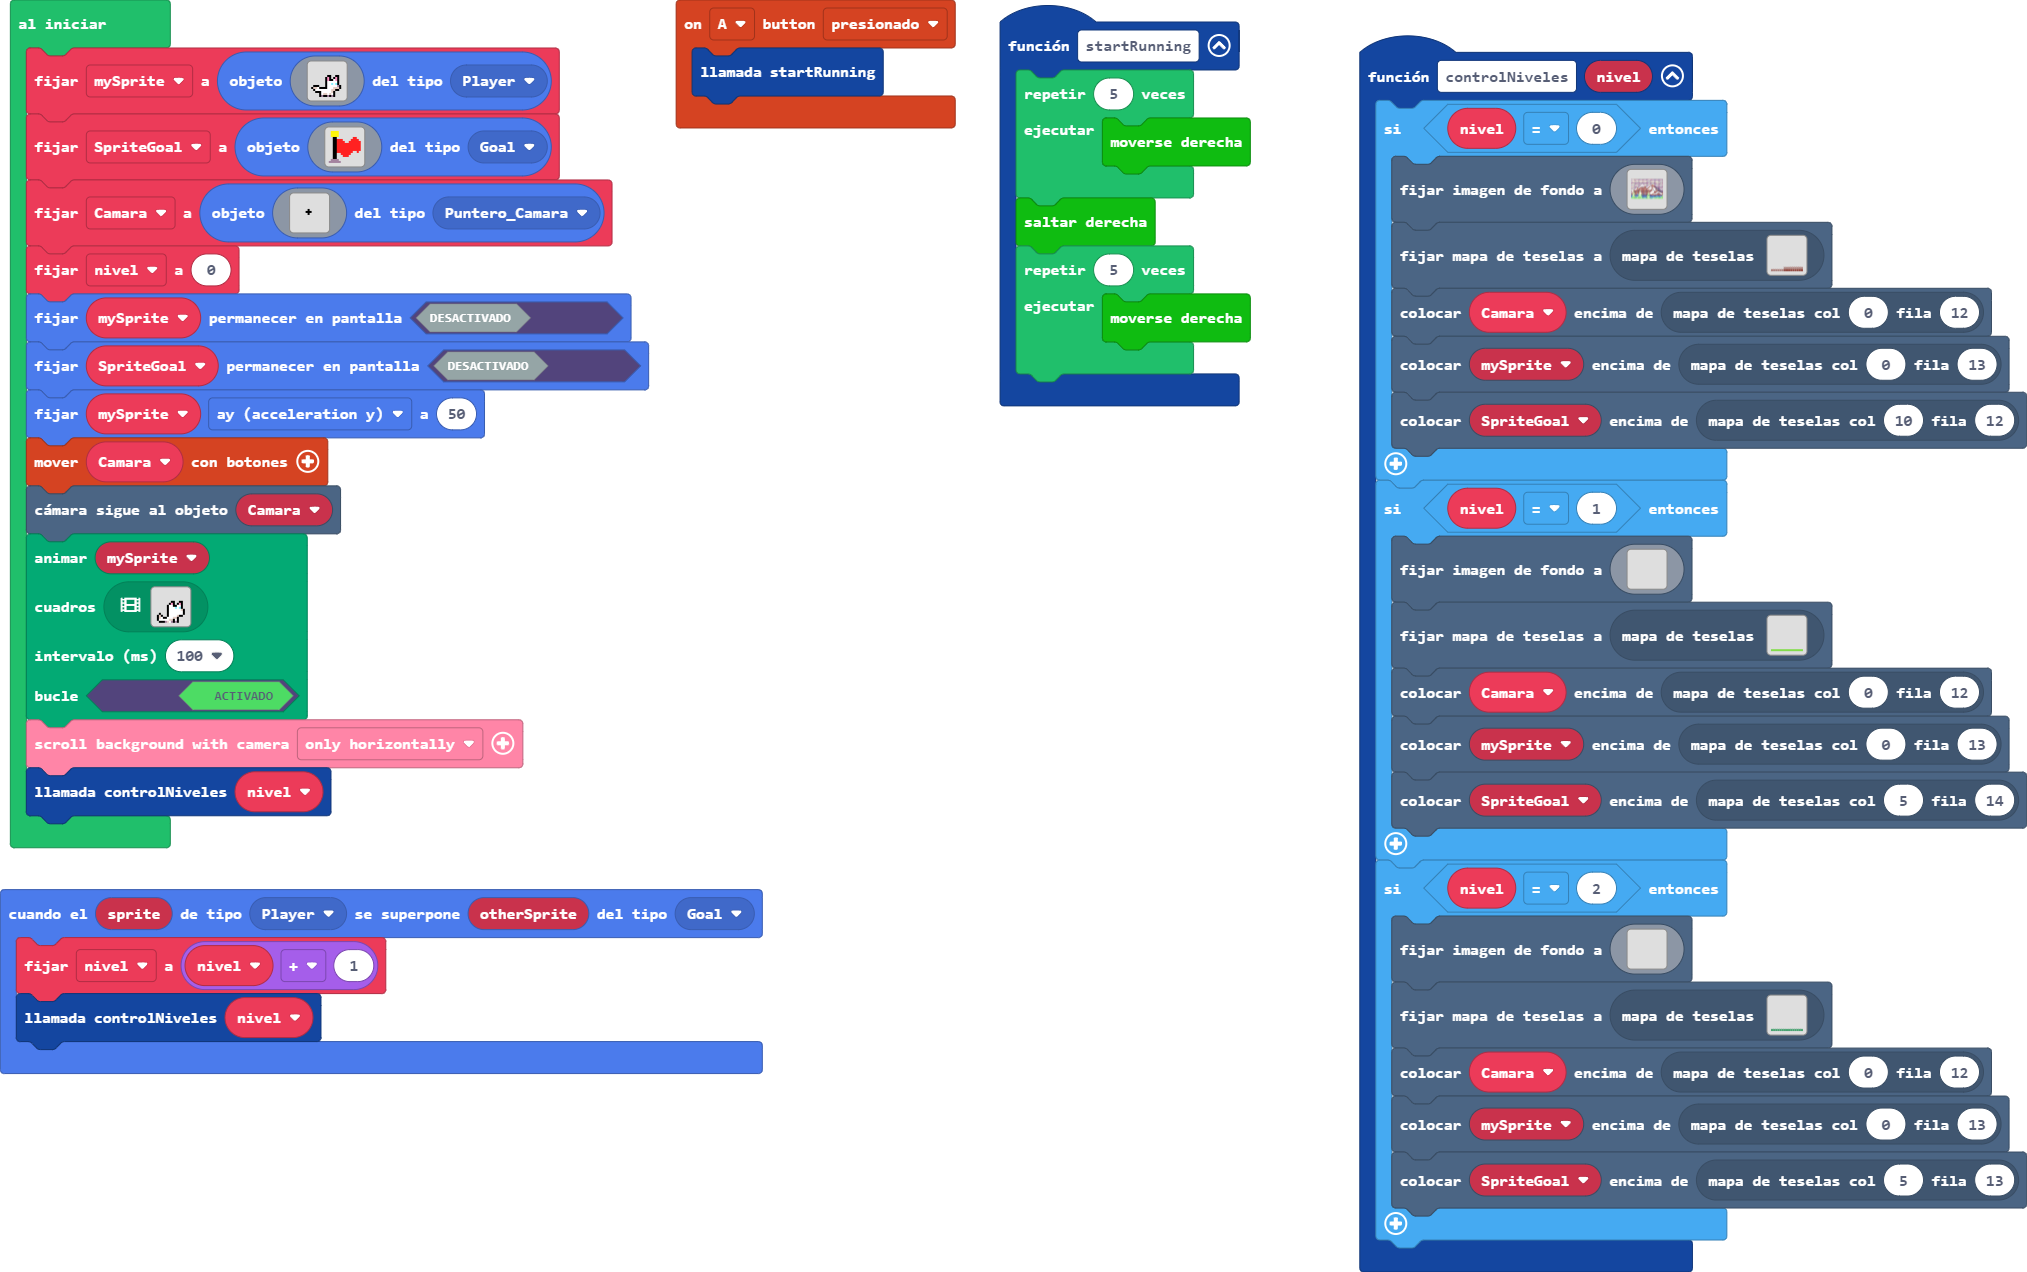 al iniciar
fijar mySprite a objeto del tipo Player
fijar SpriteGoal a objeto del tipo Goal
fijar Camara a objeto del tipo Puntero_Camara
fijar nivel a 0
fijar mySprite permanecer en pantalla DESACTIVADO
fijar SpriteGoal permanecer en pantalla DESACTIVADO
fijar mySprite ay (acceleration y) a 50
mover Camara con botones
cámara sigue al objeto Camara
animar mySprite
cuadros
intervalo (ms) 100
bucle ACTIVADO
scroll background with camera only horizontally
llamada controlNiveles nivel
cuando el sprite de tipo Player se superpone otherSprite del tipo Goal
fijar nivel a nivel + 1
llamada controlNiveles nivel
on A button presionado
llamada startRunning
función startRunning
repetir 5 veces
ejecutar
moverse derecha
saltar derecha
repetir 5 veces
ejecutar
moverse derecha
función controlNiveles nivel
si nivel = 0 entonces
fijar imagen de fondo a
fijar mapa de teselas a mapa de teselas
colocar Camara encima de mapa de teselas col 0 fila 12
colocar mySprite encima de mapa de teselas col 0 fila 13
colocar SpriteGoal encima de mapa de teselas col 10 fila 12
si nivel = 1 entonces
fijar imagen de fondo a
fijar mapa de teselas a mapa de teselas
colocar Camara encima de mapa de teselas col 0 fila 12
colocar mySprite encima de mapa de teselas col 0 fila 13
colocar SpriteGoal encima de mapa de teselas col 5 fila 14
si nivel = 2 entonces
fijar imagen de fondo a
fijar mapa de teselas a mapa de teselas
colocar Camara encima de mapa de teselas col 0 fila 12
colocar mySprite encima de mapa de teselas col 0 fila 13
colocar SpriteGoal encima de mapa de teselas col 5 fila 13